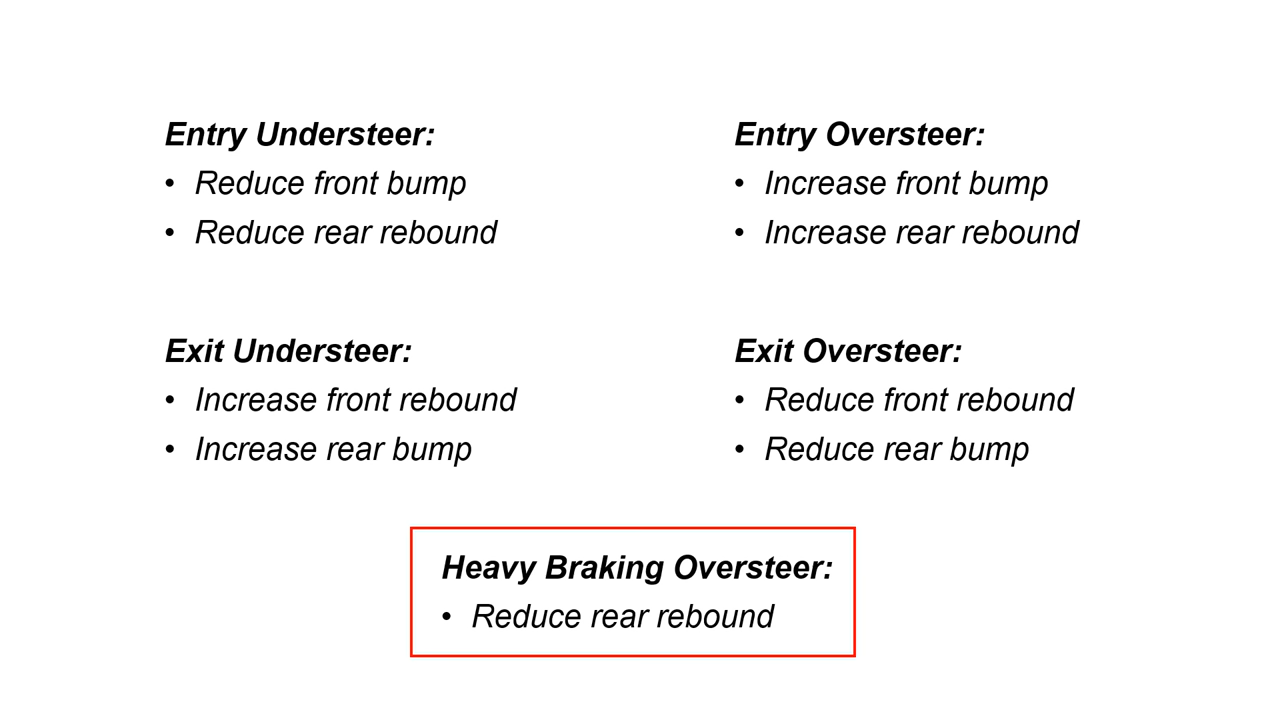 Entry Understeer:
• Reduce front bump
• Reduce rear rebound
Entry Oversteer:
• Increase front bump
• Increase rear rebound
Exit Understeer:
• Increase front rebound
• Increase rear bump
Exit Oversteer:
• Reduce front rebound
• Reduce rear bump
Heavy Braking Oversteer:
• Reduce rear rebound